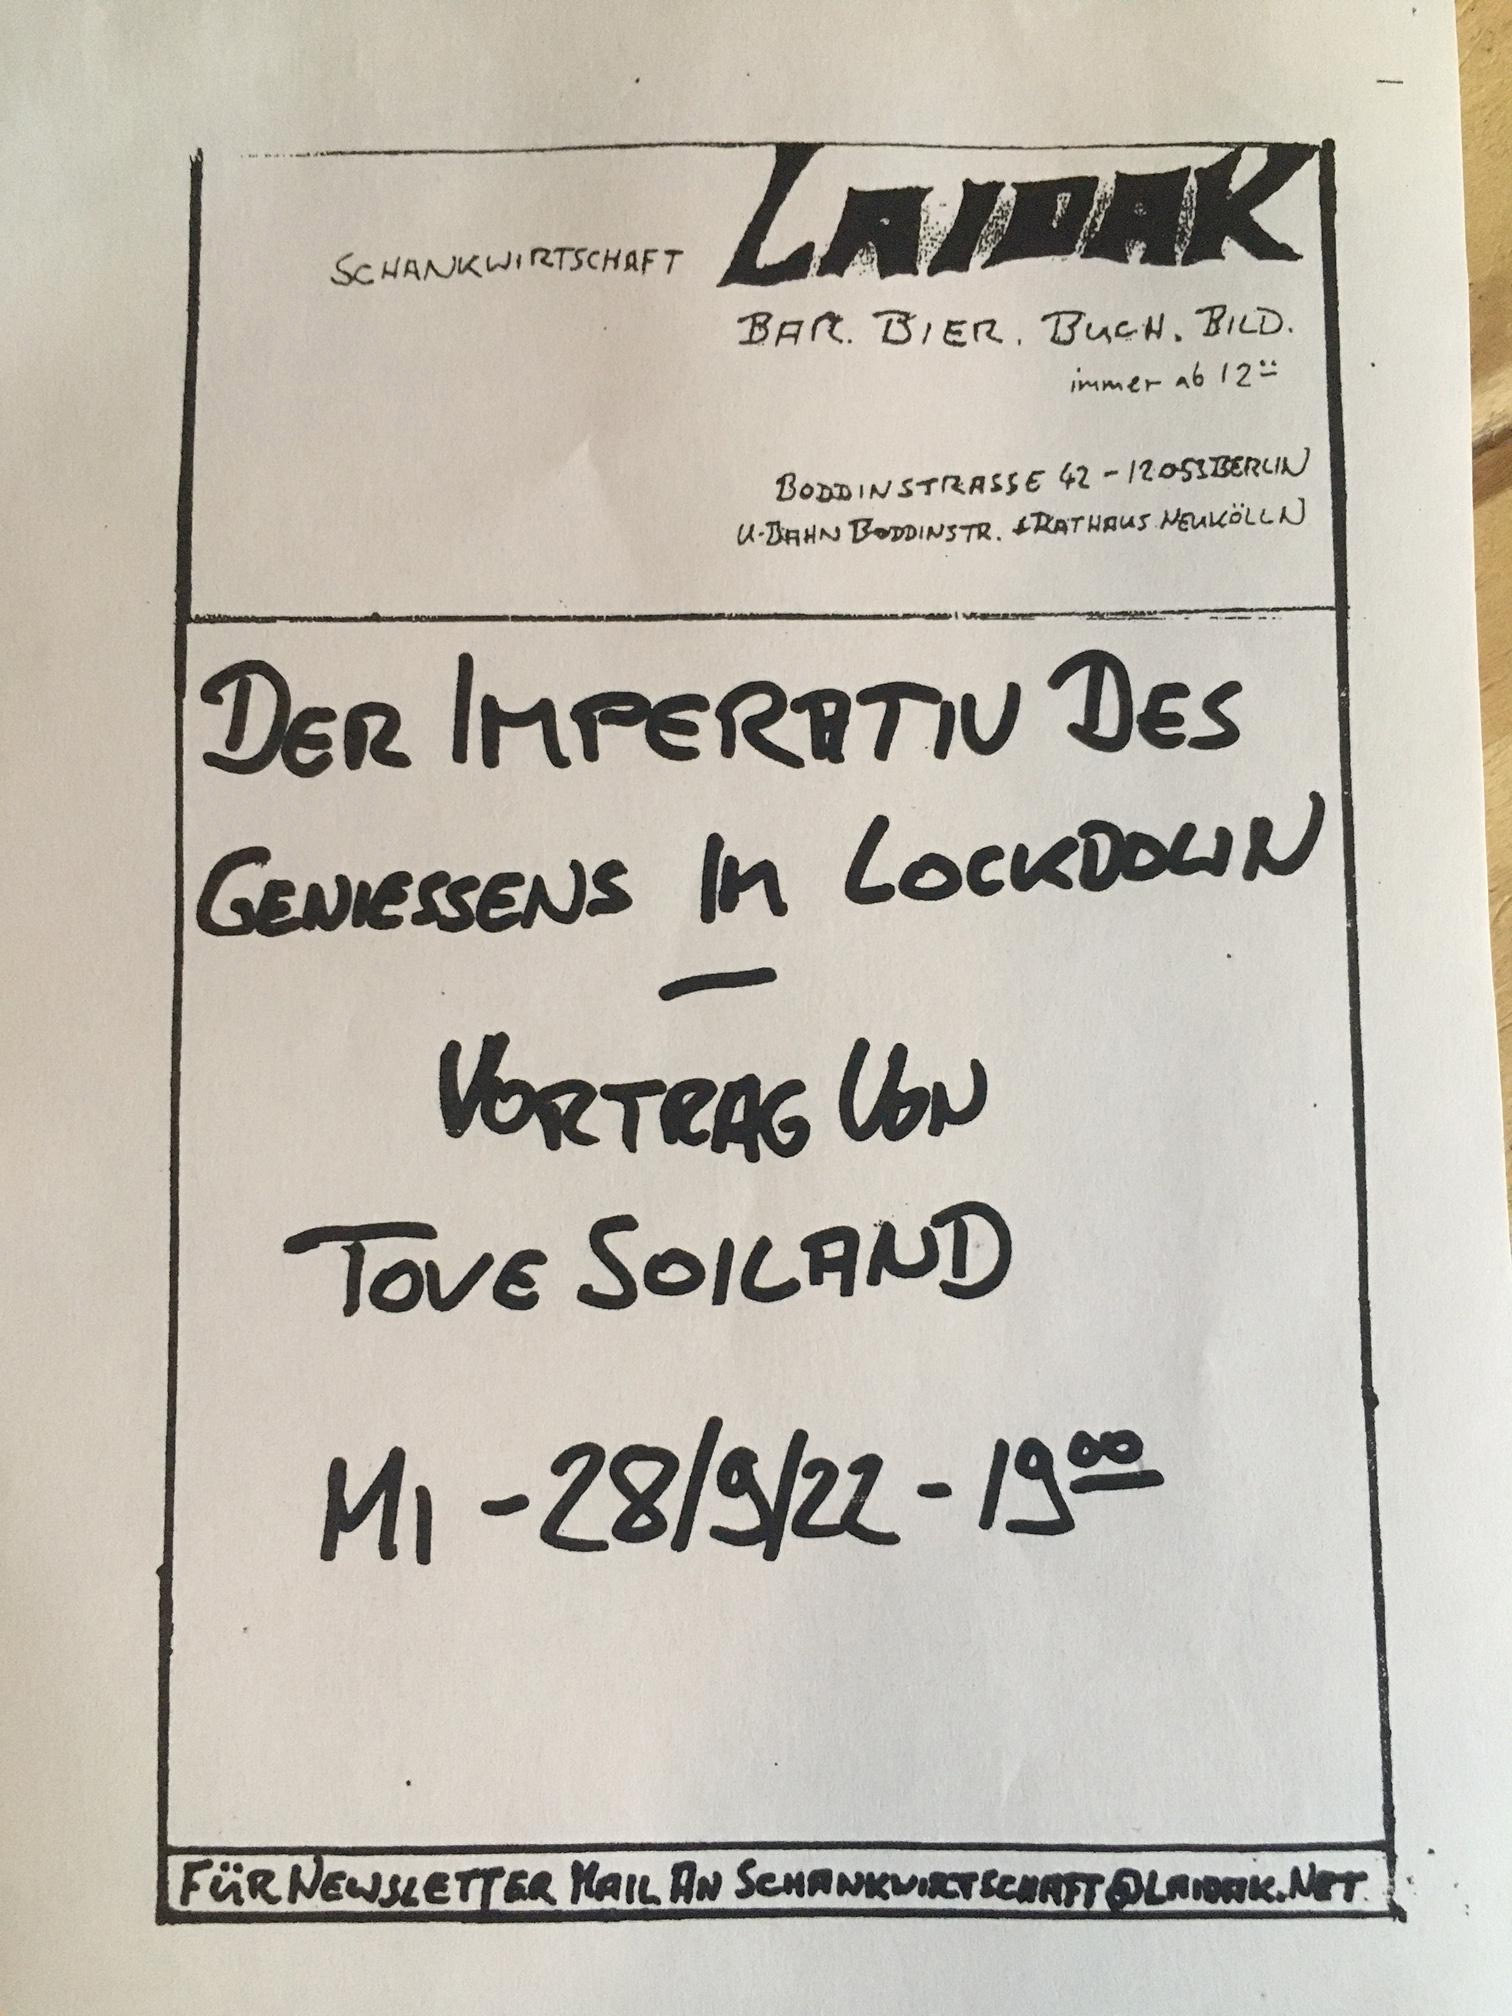 SCHANKWIRTSCHAFT LAIDAK
BAR. BIER. BUCH. BILD.
immer ab 12ºº
BODDINSTRASSE 42 - 12053 BERLIN
U-BAHN BODDINSTR. + RATHAUS NEUKÖLLN
DER IMPERATIV DES
GENIESSENS IM LOCKDOWN
—
VORTRAG VON
TOVE SOILAND
MI - 28/9/22 - 19⁰⁰
FÜR NEWSLETTER MAIL AN SCHANKWIRTSCHAFT@LAIDAK.NET